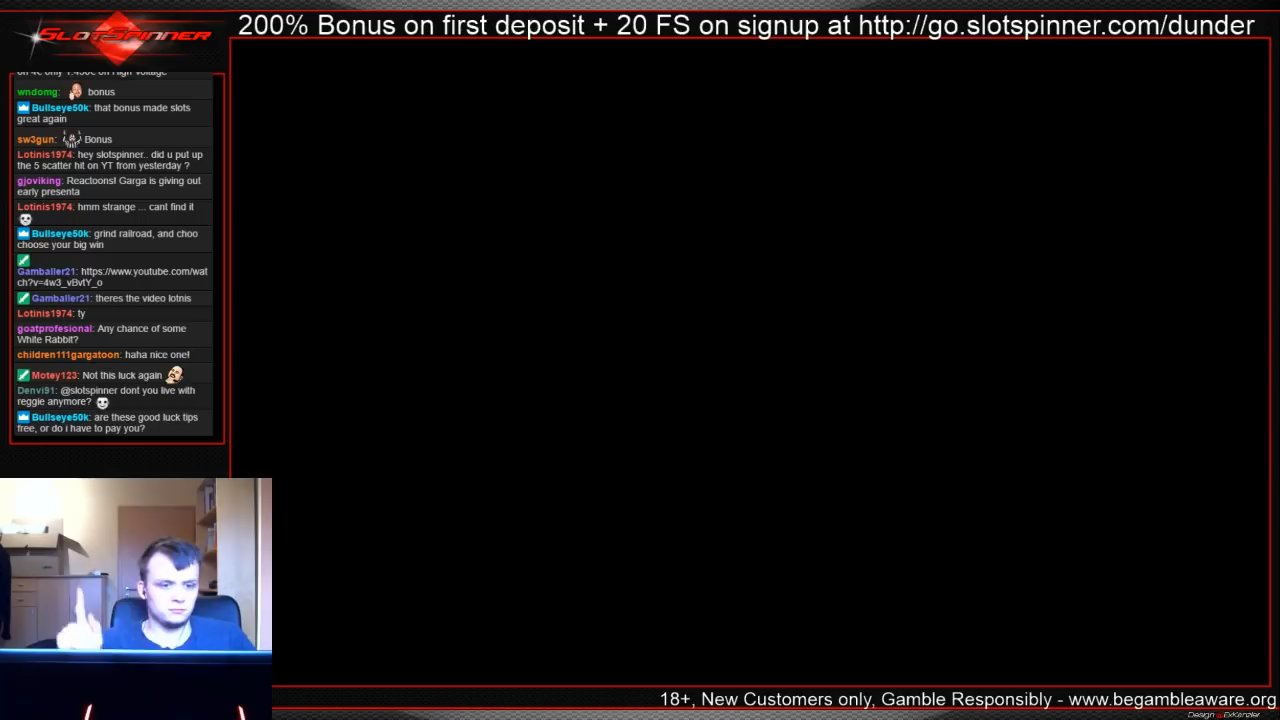 200% Bonus on first deposit + 20 FS on signup at http://go.slotspinner.com/dunder
SLOTSPINNER
wndomg: bonus
Bullseye50k: that bonus made slots
great again
sw3gun: Bonus
Lotinis1974: hey slotspinner.. did u put up
the 5 scatter hit on YT from yesterday ?
gjoviking: Reactoons! Garga is giving out
early presenta
Lotinis1974: hmm strange ... cant find it
Bullseye50k: grind railroad, and choo
choose your big win
Gamballer21: https://www.youtube.com/wat
ch?v=4w3_vBvtY_o
Gamballer21: theres the video lotnis
Lotinis1974: ty
goatprofesional: Any chance of some
White Rabbit?
children111gargatoon: haha nice one!
Motey123: Not this luck again
Denvi91: @slotspinner dont you live with
reggie anymore?
Bullseye50k: are these good luck tips
free, or do i have to pay you?
18+, New Customers only, Gamble Responsibly - www.begambleaware.org